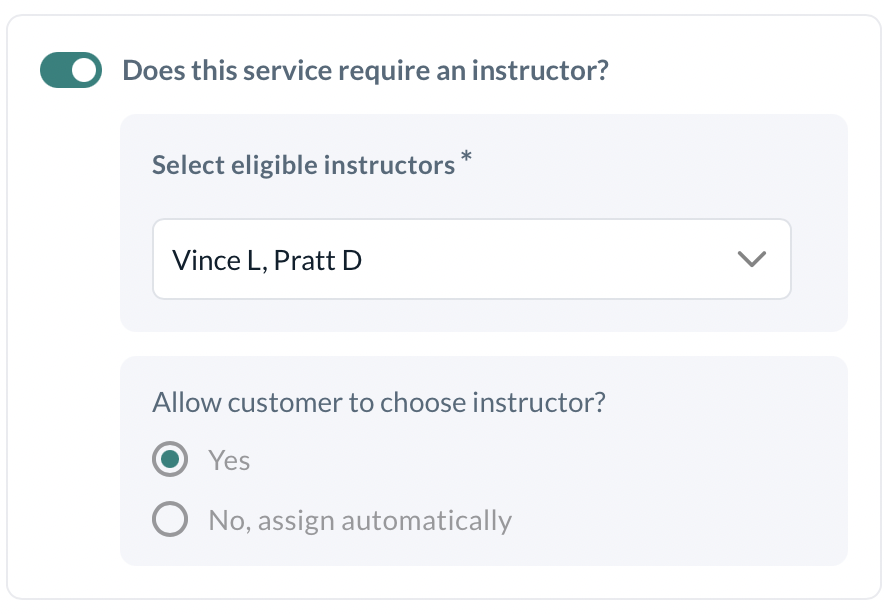 Does this service require an instructor?
Select eligible instructors *
Vince L, Pratt D
Allow customer to choose instructor?
Yes
No, assign automatically